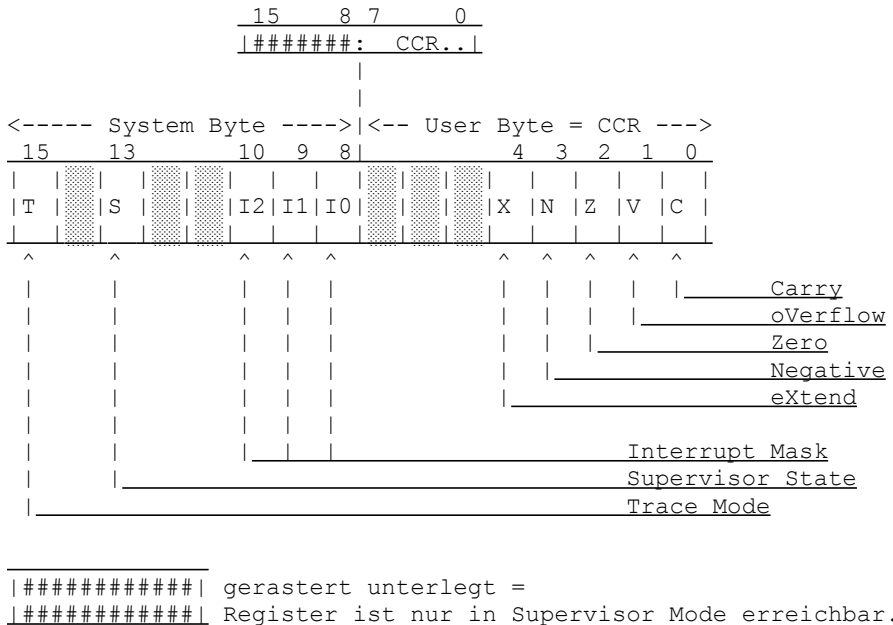 15 8 7 0
|#######: CCR..|
<----- System Byte ---->|<-- User Byte = CCR --->
15 13 10 9 8 4 3 2 1 0
|T | | |S | | |I2|I1|I0| | | |X |N |Z |V |C |
^ ^ ^ ^ ^ ^ ^ ^ ^ ^
Carry
oVerflow
Zero
Negative
eXtend
Interrupt Mask
Supervisor State
Trace Mode
|############| gerastert unterlegt =
|############| Register ist nur in Supervisor Mode erreichbar.